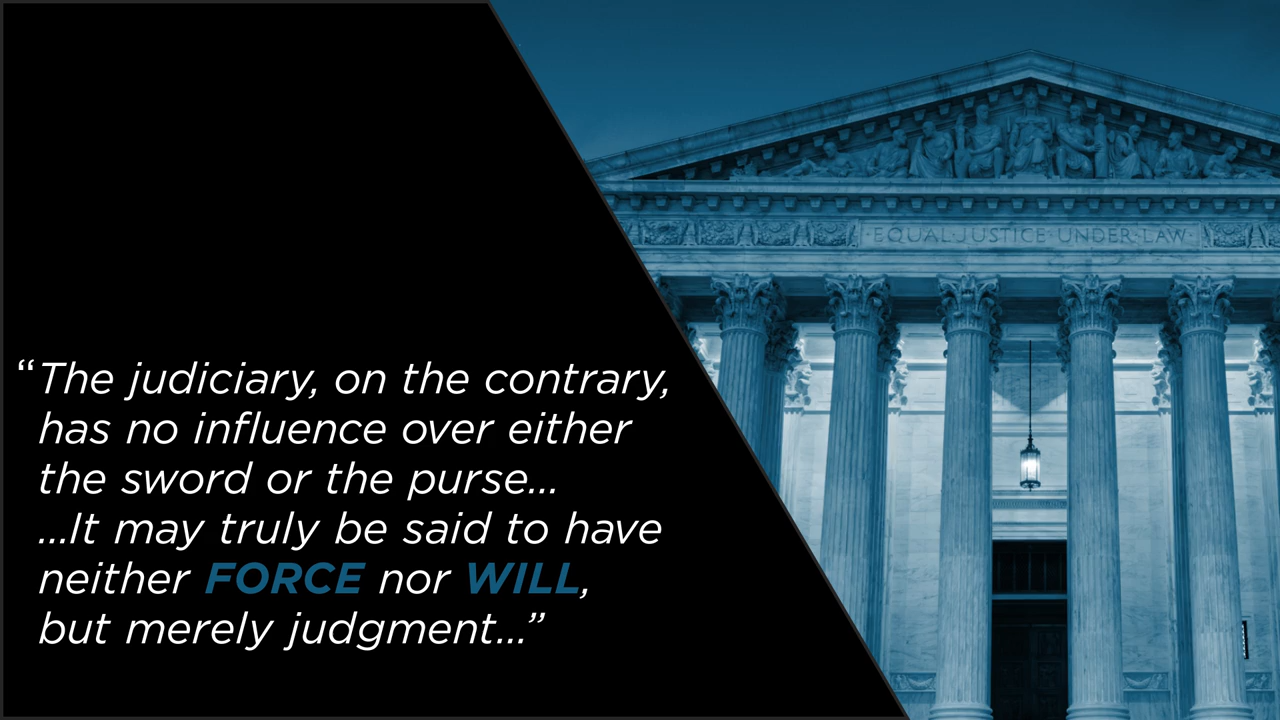 “The judiciary, on the contrary,
has no influence over either
the sword or the purse...
...It may truly be said to have
neither FORCE nor WILL,
but merely judgment...”
·EQUAL·JUSTICE·UNDER·LAW·